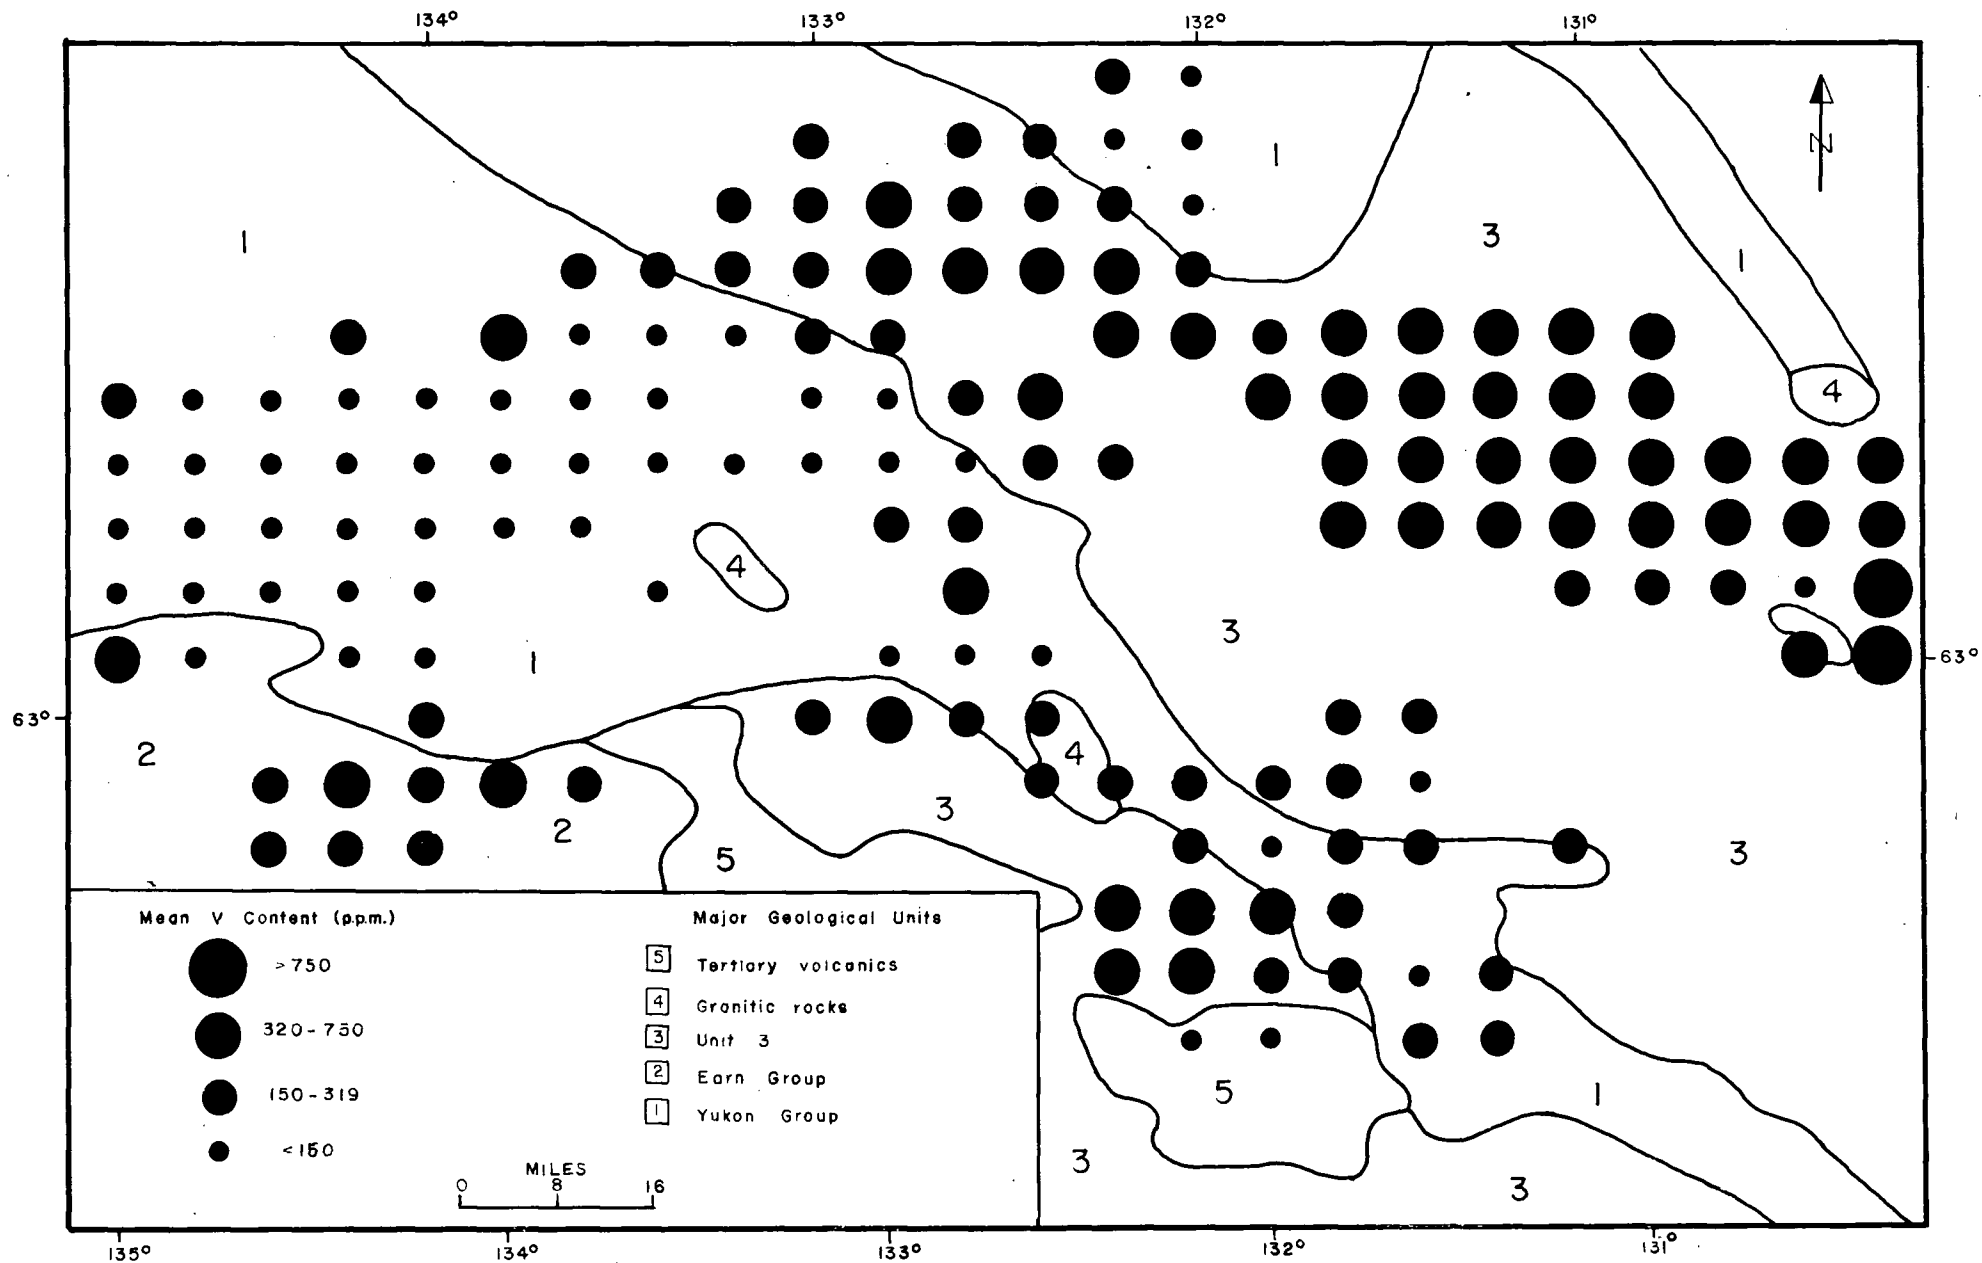 134° 133° 132° 131°
N
1
1
3
1
4
4
3
1
63°
63°
2
4
3
2
5
3
3
5
1
3
3
Mean V Content (p.p.m.)
>750
320-750
150-319
<150
Major Geological Units
5 Tertiary volcanics
4 Granitic rocks
3 Unit 3
2 Earn Group
1 Yukon Group
MILES
0 8 16
135° 134° 133° 132° 131°